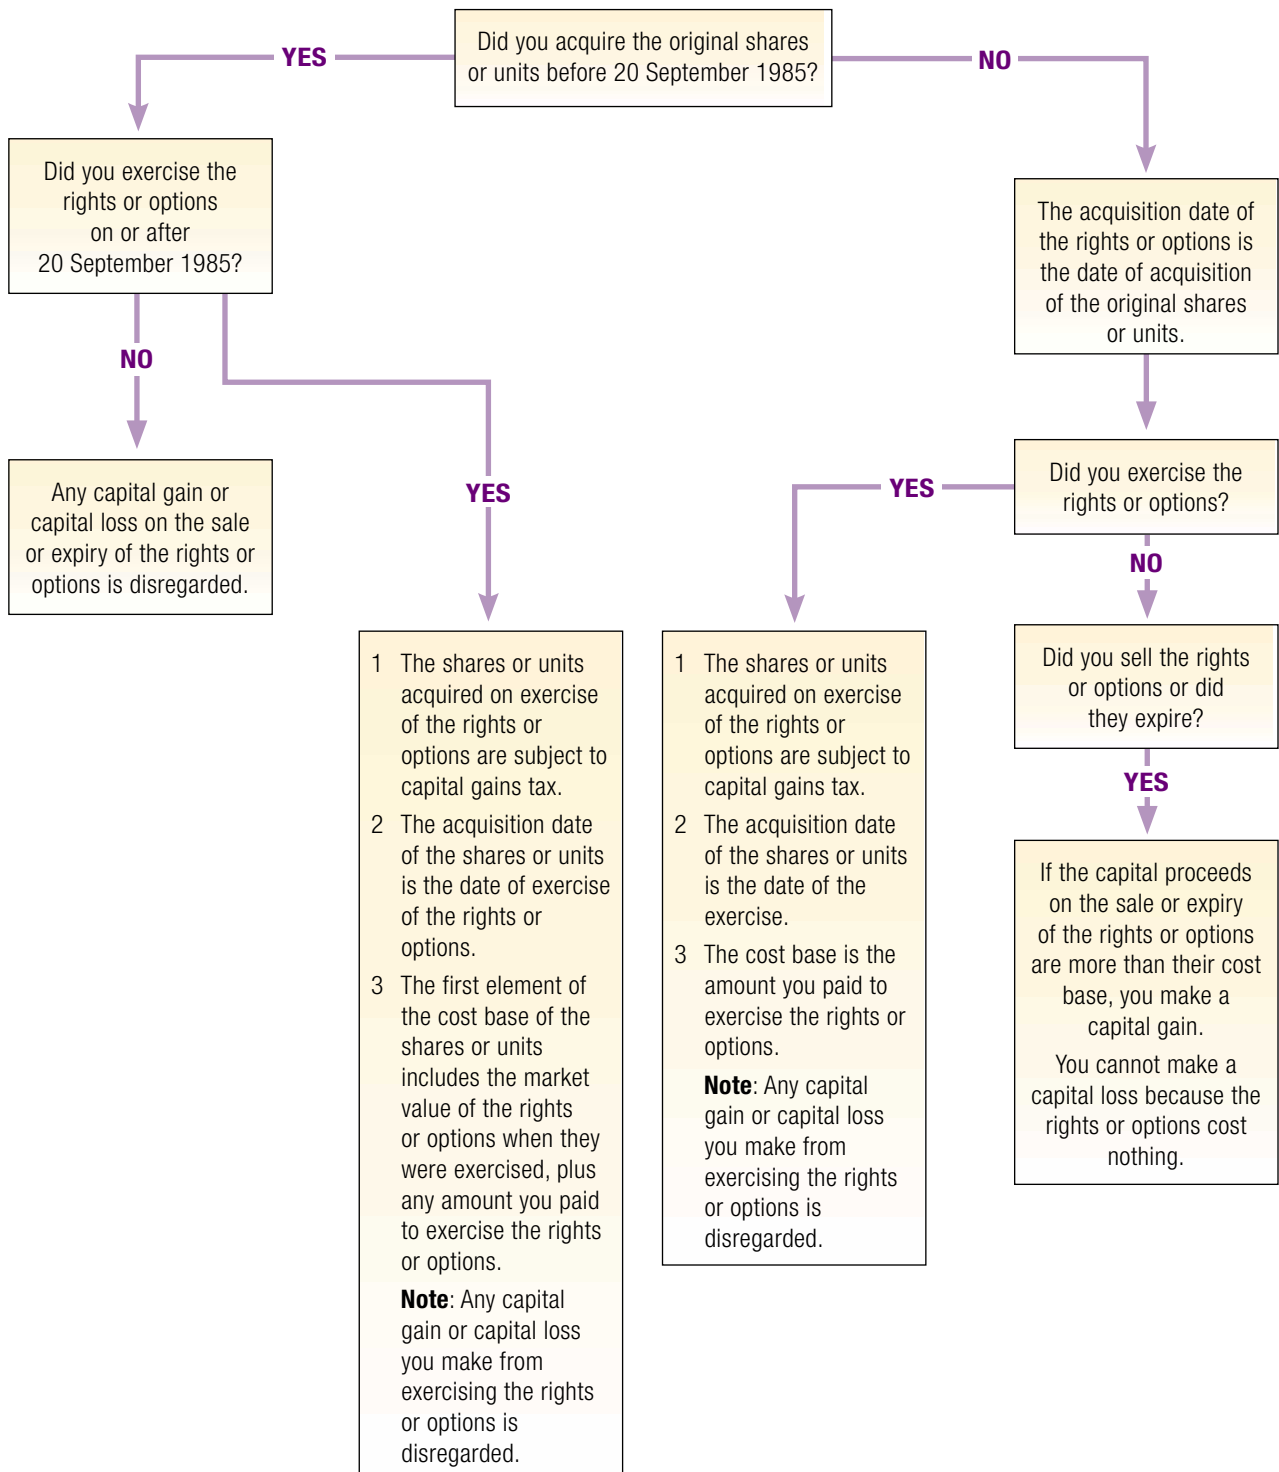 Did you acquire the original shares
or units before 20 September 1985?
YES
NO
Did you exercise the
rights or options
on or after
20 September 1985?
NO
Any capital gain or
capital loss on the sale
or expiry of the rights or
options is disregarded.
YES
1 The shares or units
acquired on exercise
of the rights or
options are subject to
capital gains tax.
2 The acquisition date
of the shares or units
is the date of exercise
of the rights or
options.
3 The first element of
the cost base of the
shares or units
includes the market
value of the rights
or options when they
were exercised, plus
any amount you paid
to exercise the rights
or options.
Note: Any capital
gain or capital loss
you make from
exercising the rights
or options is
disregarded.
The acquisition date of
the rights or options is
the date of acquisition
of the original shares
or units.
Did you exercise the
rights or options?
YES
1 The shares or units
acquired on exercise
of the rights or
options are subject to
capital gains tax.
2 The acquisition date
of the shares or units
is the date of the
exercise.
3 The cost base is the
amount you paid to
exercise the rights or
options.
Note: Any capital
gain or capital loss
you make from
exercising the rights
or options is
disregarded.
NO
Did you sell the rights
or options or did
they expire?
YES
If the capital proceeds
on the sale or expiry
of the rights or options
are more than their cost
base, you make a
capital gain.
You cannot make a
capital loss because the
rights or options cost
nothing.